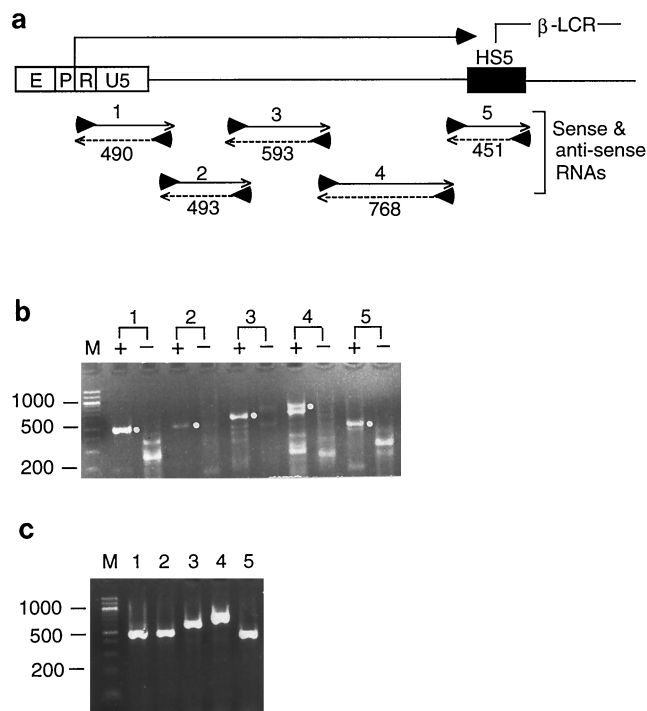 a
β-LCR
HS5
E P R U5
1 3 5
490 593 451
2 4
493 768
Sense &
anti-sense
RNAs
b
1 2 3 4 5
M + − + − + − + − + −
1000
500
200
c
M 1 2 3 4 5
1000
500
200